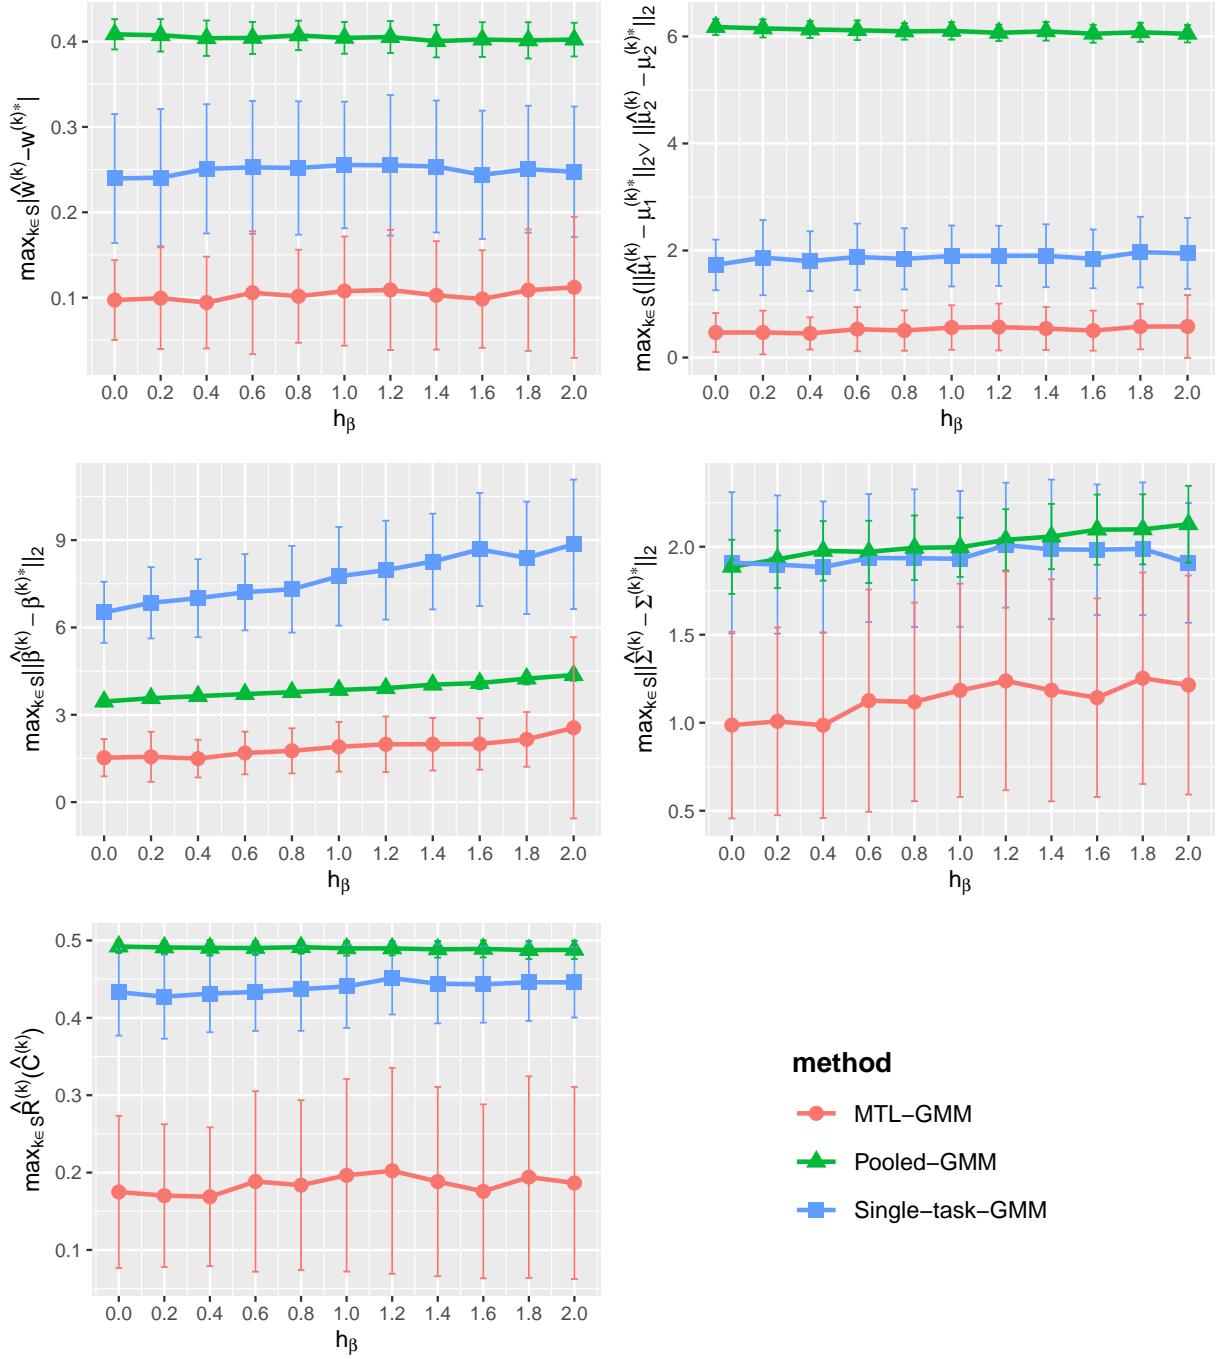 max_{k∈S}|ŵ^{(k)}−w^{(k)*}|
0.4
0.3
0.2
0.1
0.0 0.2 0.4 0.6 0.8 1.0 1.2 1.4 1.6 1.8 2.0
h_β
max_{k∈S}(||μ̂_1^{(k)} − μ_1^{(k)*}||_2 ∨ ||μ̂_2^{(k)} − μ_2^{(k)*}||_2
6
4
2
0
0.0 0.2 0.4 0.6 0.8 1.0 1.2 1.4 1.6 1.8 2.0
h_β
max_{k∈S}||β̂^{(k)} − β^{(k)*}||_2
9
6
3
0
0.0 0.2 0.4 0.6 0.8 1.0 1.2 1.4 1.6 1.8 2.0
h_β
max_{k∈S}||Σ̂^{(k)} − Σ^{(k)*}||_2
2.0
1.5
1.0
0.5
0.0 0.2 0.4 0.6 0.8 1.0 1.2 1.4 1.6 1.8 2.0
h_β
max_{k∈S}R̂^{(k)}(Ĉ^{(k)})
0.5
0.4
0.3
0.2
0.1
0.0 0.2 0.4 0.6 0.8 1.0 1.2 1.4 1.6 1.8 2.0
h_β
method
MTL−GMM
Pooled−GMM
Single−task−GMM